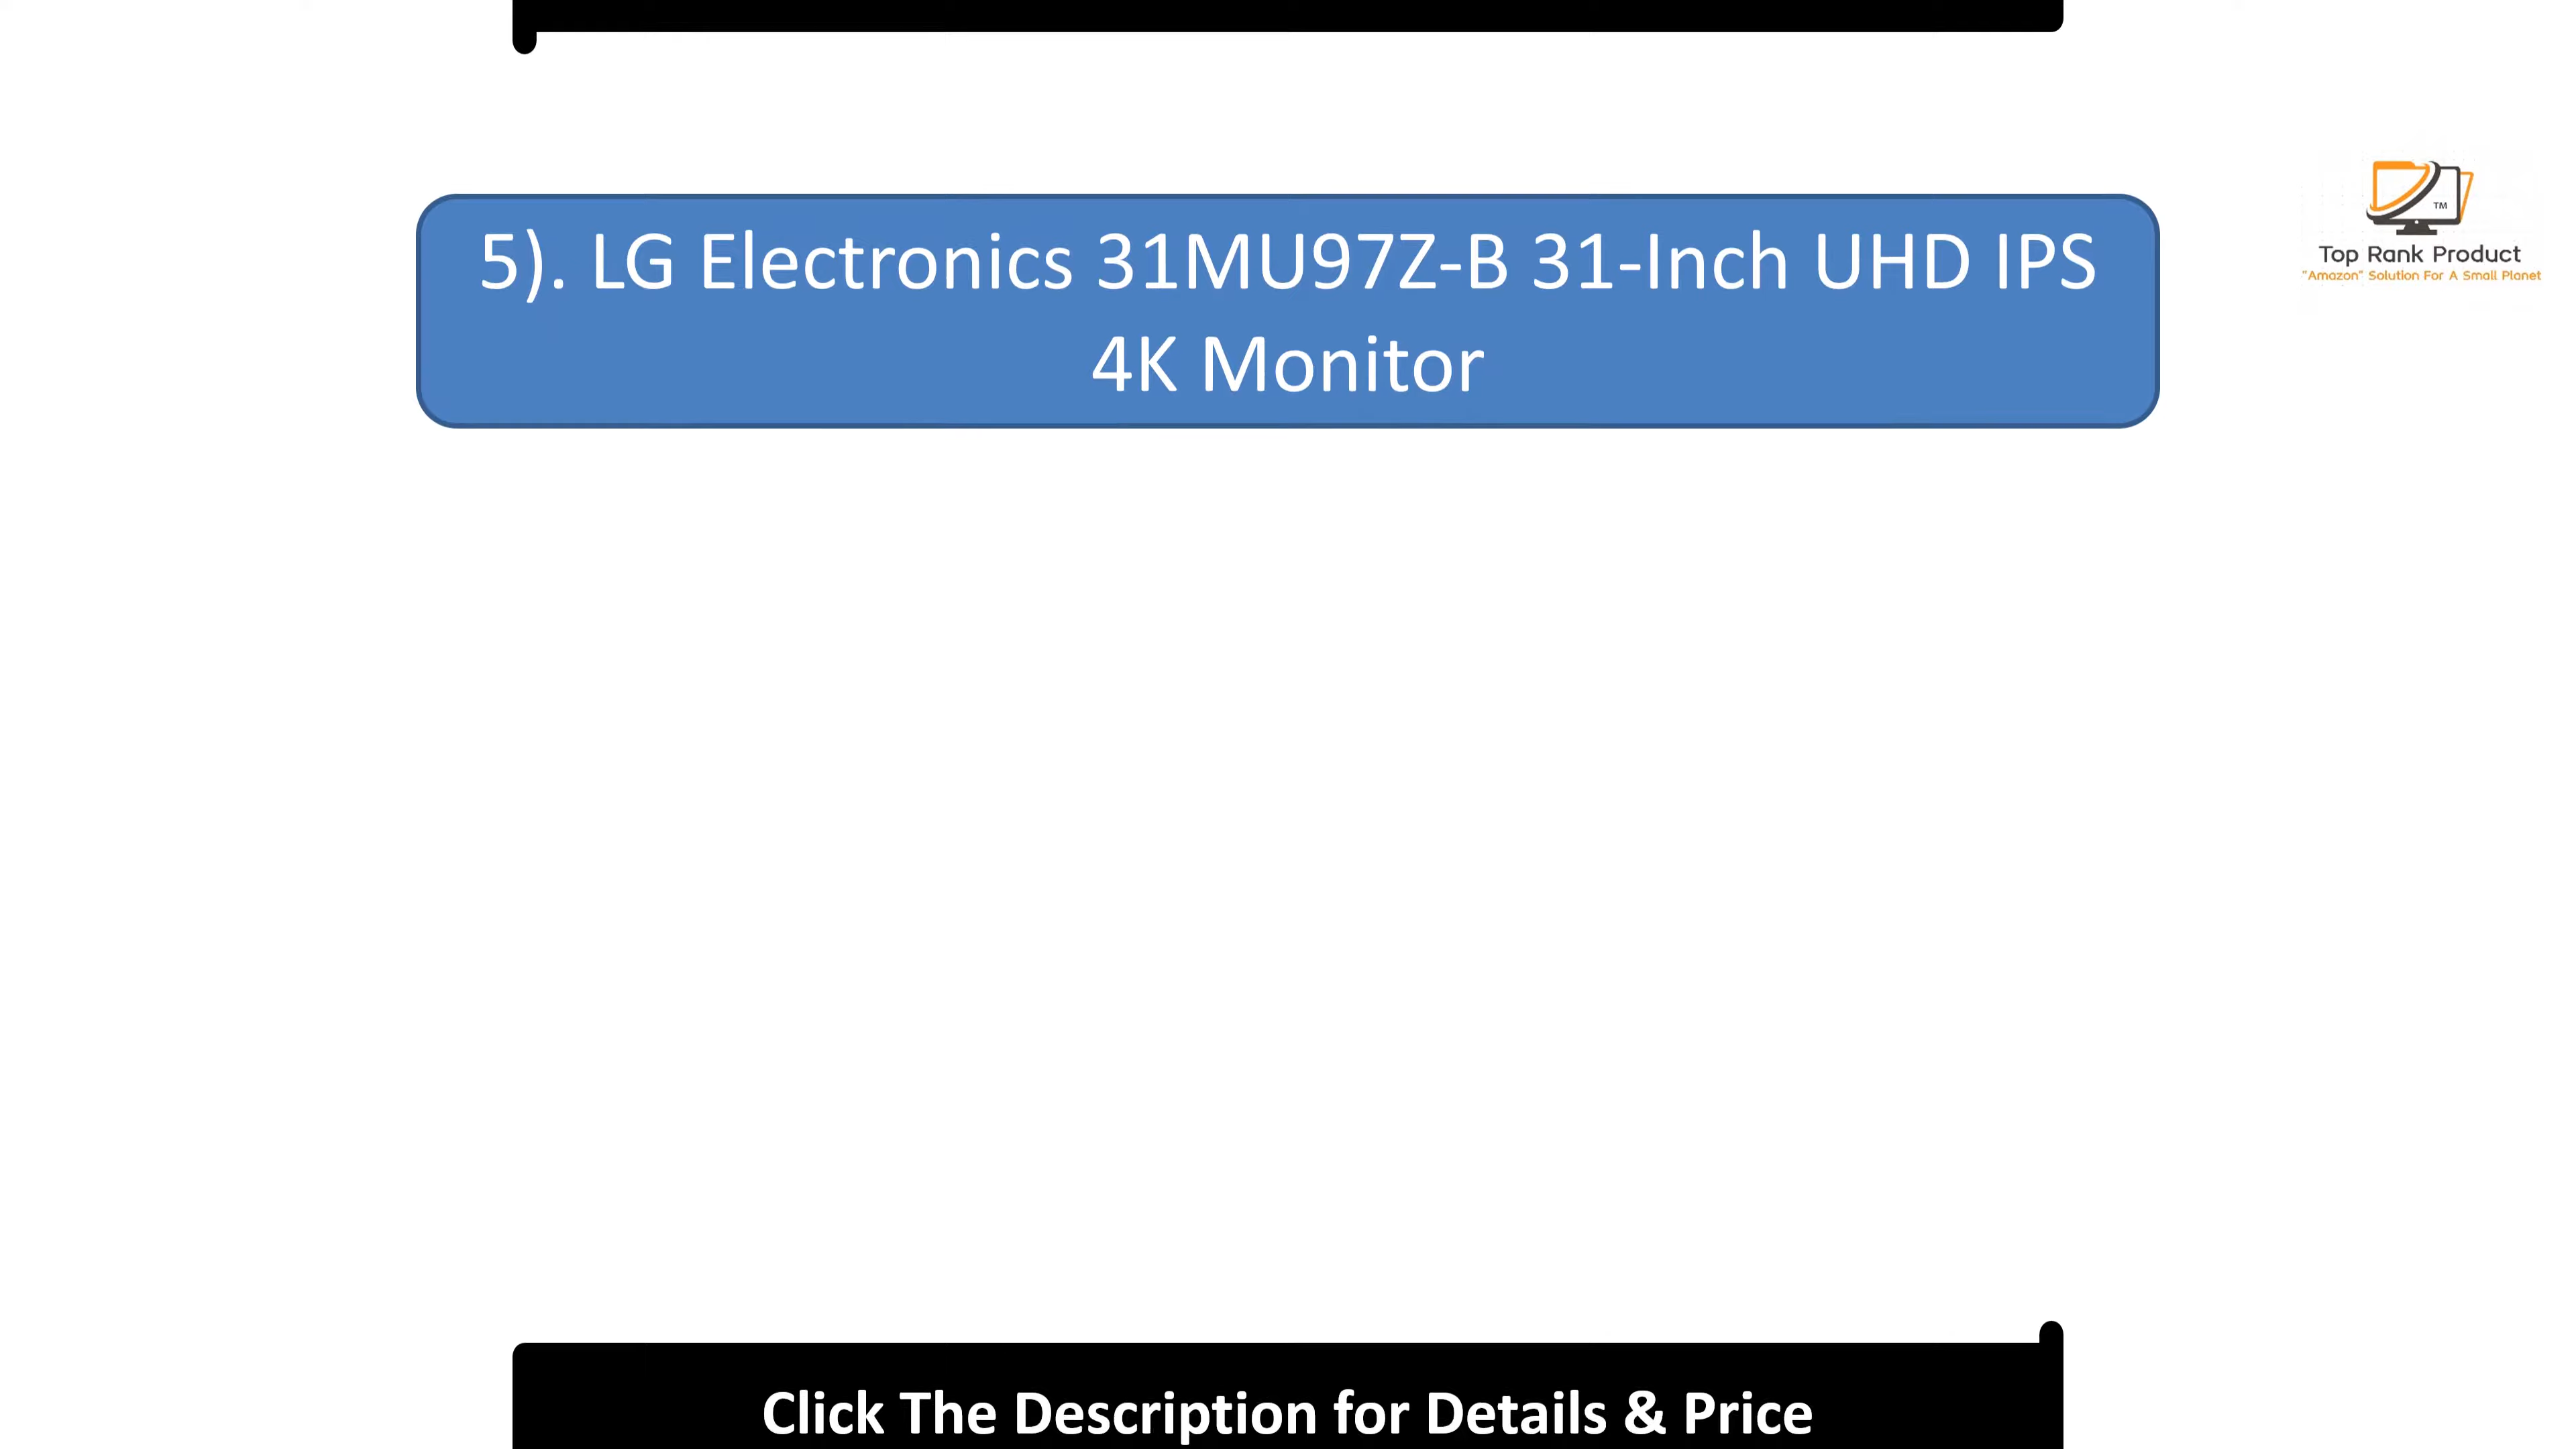 5). LG Electronics 31MU97Z-B 31-Inch UHD IPS
4K Monitor
TM
Top Rank Product
"Amazon" Solution For A Small Planet
Click The Description for Details & Price